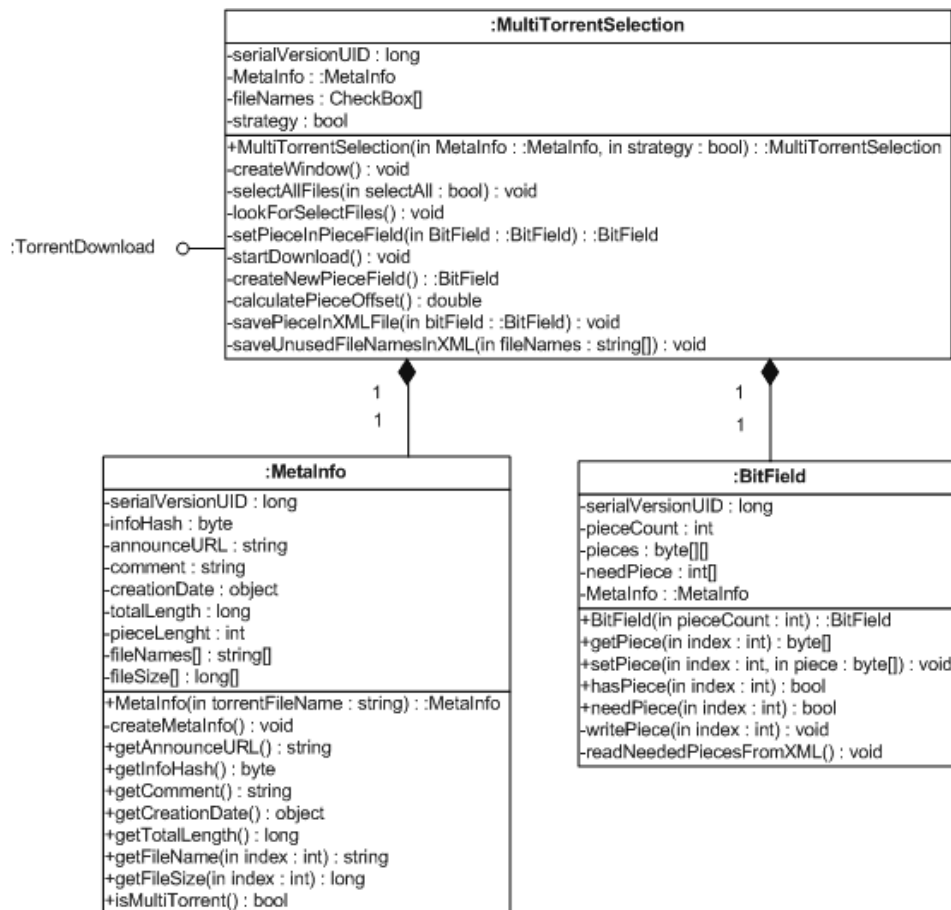 :MultiTorrentSelection
-serialVersionUID : long
-MetaInfo : :MetaInfo
-fileNames : CheckBox[]
-strategy : bool
+MultiTorrentSelection(in MetaInfo : :MetaInfo, in strategy : bool) : :MultiTorrentSelection
-createWindow() : void
-selectAllFiles(in selectAll : bool) : void
-lookForSelectFiles() : void
-setPieceInPieceField(in BitField : :BitField) : :BitField
-startDownload() : void
-createNewPieceField() : :BitField
-calculatePieceOffset() : double
-savePieceInXMLFile(in bitField : :BitField) : void
-saveUnusedFileNamesInXML(in fileNames : string[]) : void
:TorrentDownload
1
1
1
1
:MetaInfo
-serialVersionUID : long
-infoHash : byte
-announceURL : string
-comment : string
-creationDate : object
-totalLength : long
-pieceLenght : int
-fileNames[] : string[]
-fileSize[] : long[]
+MetaInfo(in torrentFileName : string) : :MetaInfo
-createMetaInfo() : void
+getAnnounceURL() : string
+getInfoHash() : byte
+getComment() : string
+getCreationDate() : object
+getTotalLength() : long
+getFileName(in index : int) : string
+getFileSize(in index : int) : long
+isMultiTorrent() : bool
:BitField
-serialVersionUID : long
-pieceCount : int
-pieces : byte[][]
-needPiece : int[]
-MetaInfo : :MetaInfo
+BitField(in pieceCount : int) : :BitField
+getPiece(in index : int) : byte[]
+setPiece(in index : int, in piece : byte[]) : void
+hasPiece(in index : int) : bool
+needPiece(in index : int) : bool
-writePiece(in index : int) : void
-readNeededPiecesFromXML() : void